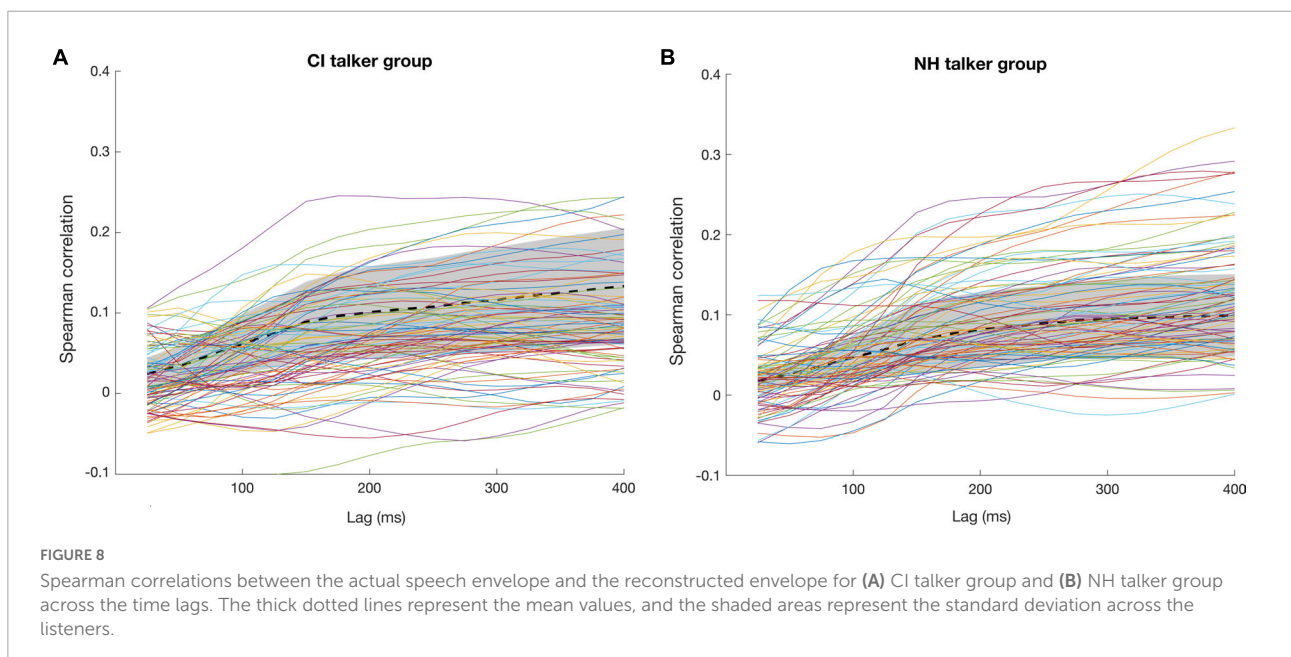 A
CI talker group
0.4
0.3
0.2
0.1
0
-0.1
Spearman correlation
100 200 300 400
Lag (ms)
B
NH talker group
0.4
0.3
0.2
0.1
0
-0.1
Spearman correlation
100 200 300 400
Lag (ms)
FIGURE 8
Spearman correlations between the actual speech envelope and the reconstructed envelope for (A) CI talker group and (B) NH talker group
across the time lags. The thick dotted lines represent the mean values, and the shaded areas represent the standard deviation across the
listeners.